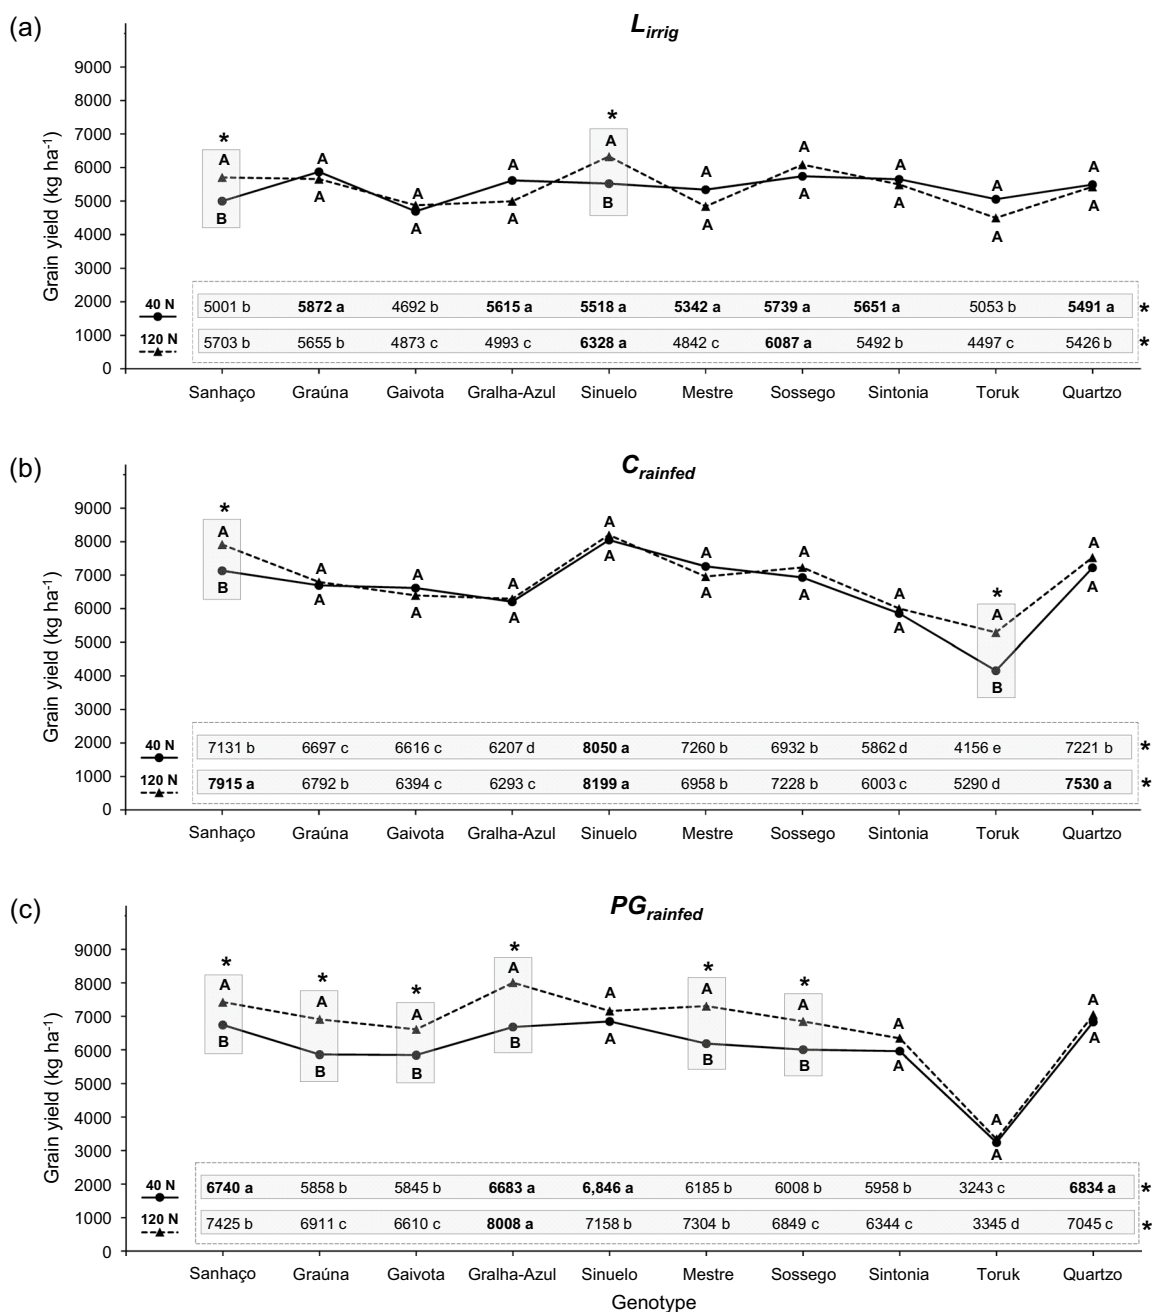 (a)
L_irrig
Grain yield (kg ha⁻¹)
9000
8000
7000
6000
5000
4000
3000
2000
1000
0
* *
A A A A A A A A A A
B A A A B A A A A A
40 N 5001 b 5872 a 4692 b 5615 a 5518 a 5342 a 5739 a 5651 a 5053 b 5491 a *
120 N 5703 b 5655 b 4873 c 4993 c 6328 a 4842 c 6087 a 5492 b 4497 c 5426 b *
Sanhaço Graúna Gaivota Gralha-Azul Sinuelo Mestre Sossego Sintonia Toruk Quartzo
(b)
C_rainfed
Grain yield (kg ha⁻¹)
9000
8000
7000
6000
5000
4000
3000
2000
1000
0
* *
A A A A A A A A A A
B A A A A A A A B A
40 N 7131 b 6697 c 6616 c 6207 d 8050 a 7260 b 6932 b 5862 d 4156 e 7221 b *
120 N 7915 a 6792 b 6394 c 6293 c 8199 a 6958 b 7228 b 6003 c 5290 d 7530 a *
Sanhaço Graúna Gaivota Gralha-Azul Sinuelo Mestre Sossego Sintonia Toruk Quartzo
(c)
PG_rainfed
Grain yield (kg ha⁻¹)
9000
8000
7000
6000
5000
4000
3000
2000
1000
0
* * * * * *
A A A A A A A A A A
B B B B A B B A A A
40 N 6740 a 5858 b 5845 b 6683 a 6,846 a 6185 b 6008 b 5958 b 3243 c 6834 a *
120 N 7425 b 6911 c 6610 c 8008 a 7158 b 7304 b 6849 c 6344 c 3345 d 7045 c *
Sanhaço Graúna Gaivota Gralha-Azul Sinuelo Mestre Sossego Sintonia Toruk Quartzo
Genotype